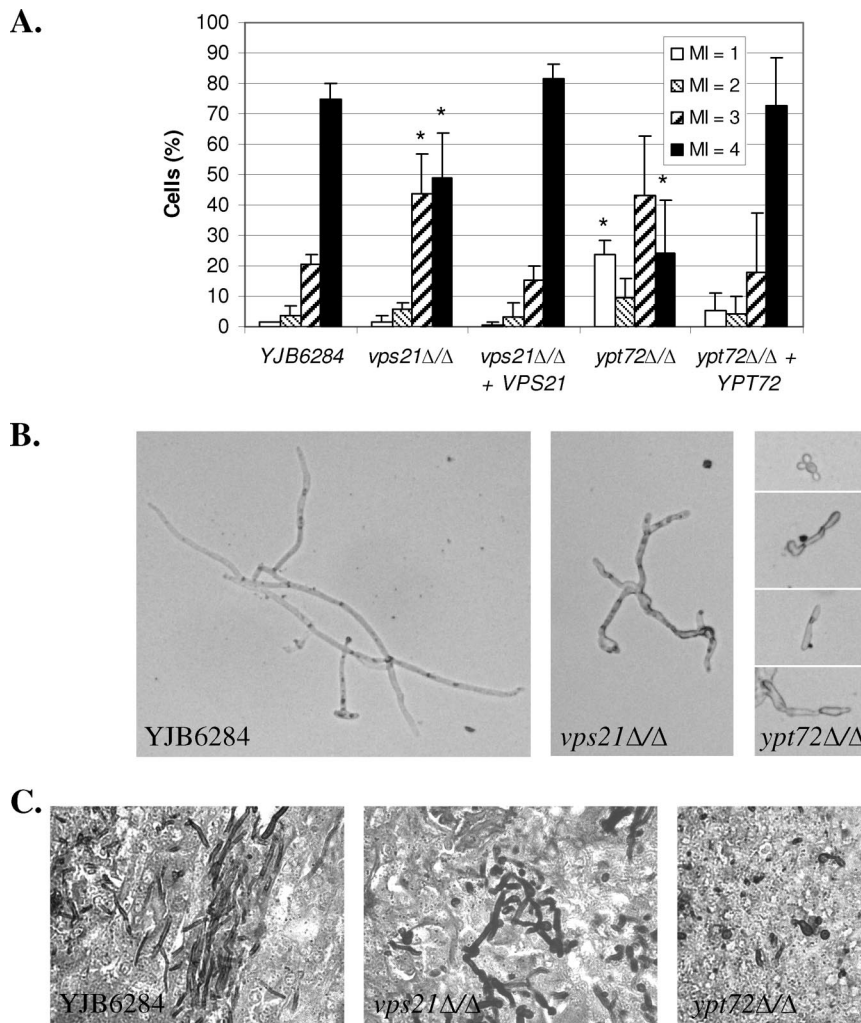 A.
100
90
80
70
60
50
40
30
20
10
0
Cells (%)
MI = 1
MI = 2
MI = 3
MI = 4
*
*
*
*
YJB6284
vps21Δ/Δ
vps21Δ/Δ
+ VPS21
ypt72Δ/Δ
ypt72Δ/Δ +
YPT72
B.
YJB6284
vps21Δ/Δ
ypt72Δ/Δ
C.
YJB6284
vps21Δ/Δ
ypt72Δ/Δ